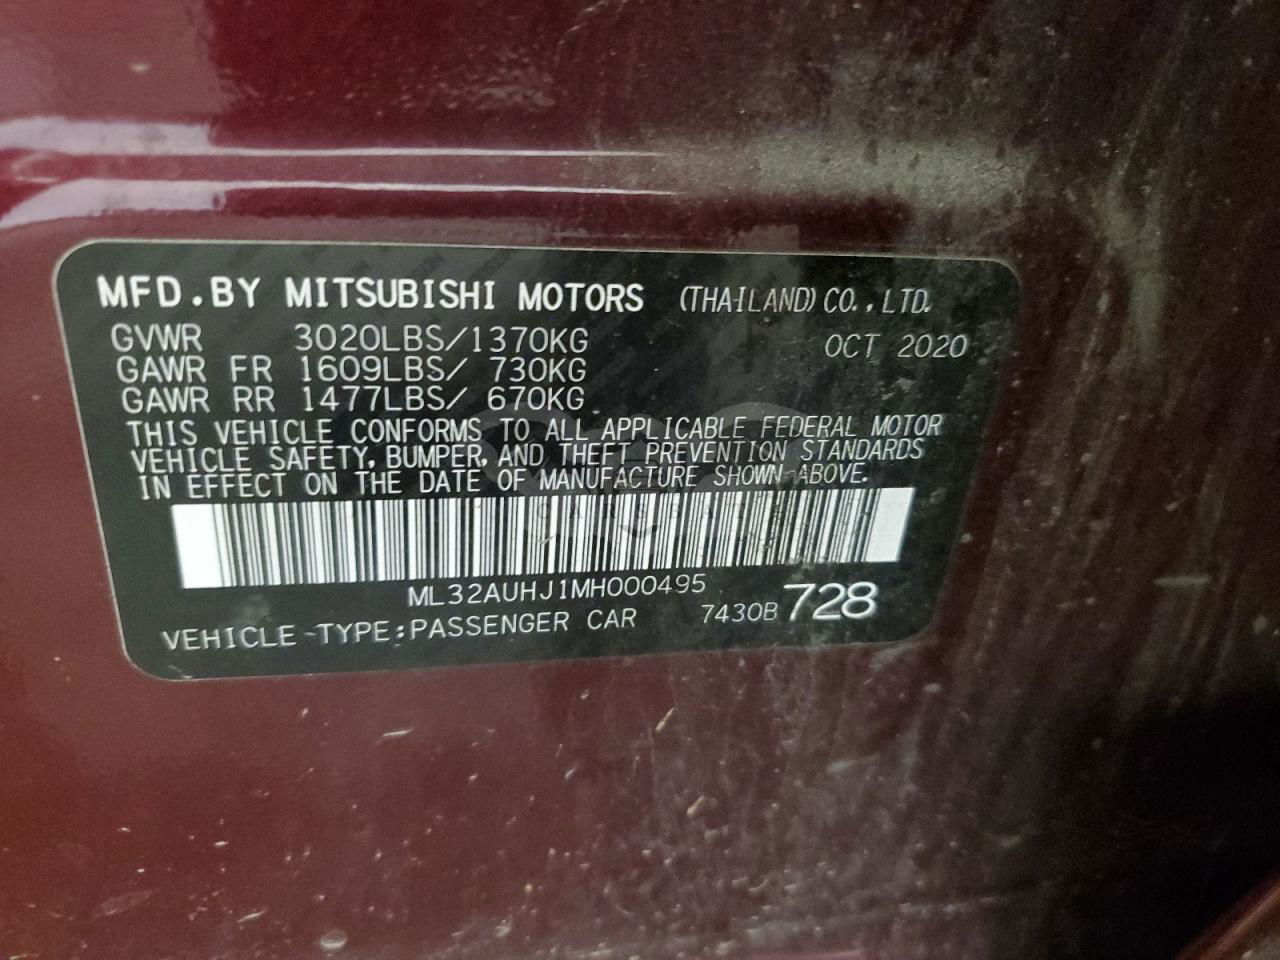 MFD.BY MITSUBISHI MOTORS (THAILAND) CO., LTD.
GVWR 3020LBS/1370KG OCT 2020
GAWR FR 1609LBS/ 730KG
GAWR RR 1477LBS/ 670KG
THIS VEHICLE CONFORMS TO ALL APPLICABLE FEDERAL MOTOR
VEHICLE SAFETY, BUMPER, AND THEFT PREVENTION STANDARDS
IN EFFECT ON THE DATE OF MANUFACTURE SHOWN ABOVE.
ML32AUHJ1MH000495
VEHICLE-TYPE:PASSENGER CAR 7430B 728